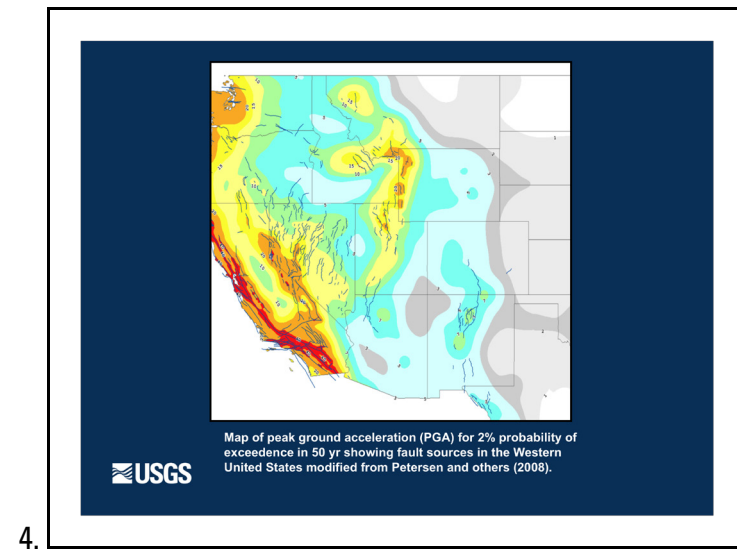 Map of peak ground acceleration (PGA) for 2% probability of
exceedence in 50 yr showing fault sources in the Western
United States modified from Petersen and others (2008).
USGS
4.